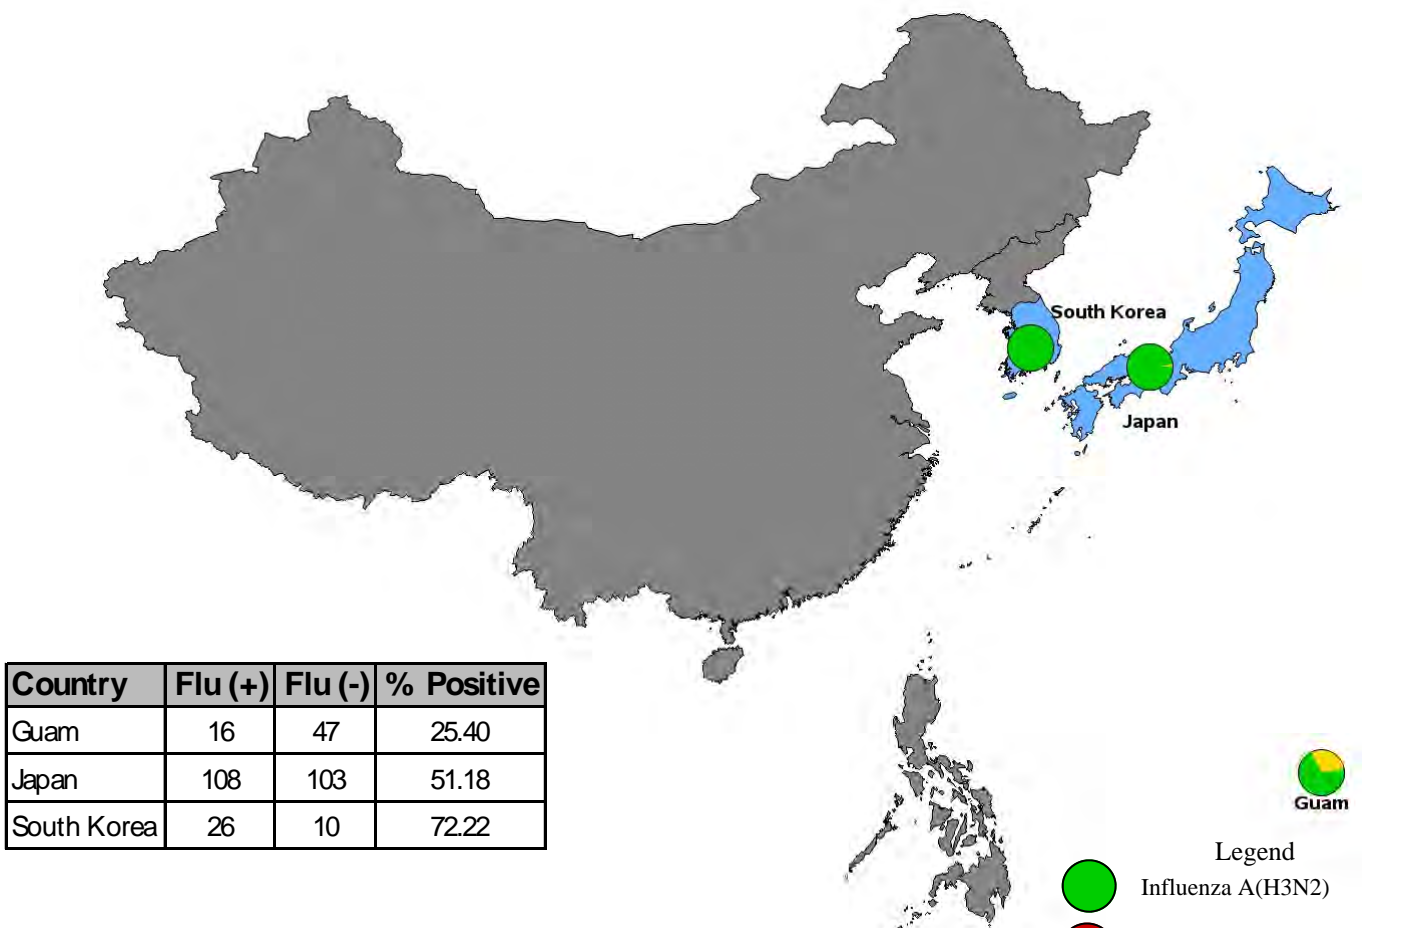 South Korea
Japan
Country Flu (+) Flu (-) % Positive
Guam 16 47 25.40
Japan 108 103 51.18
South Korea 26 10 72.22
Guam
Legend
Influenza A(H3N2)